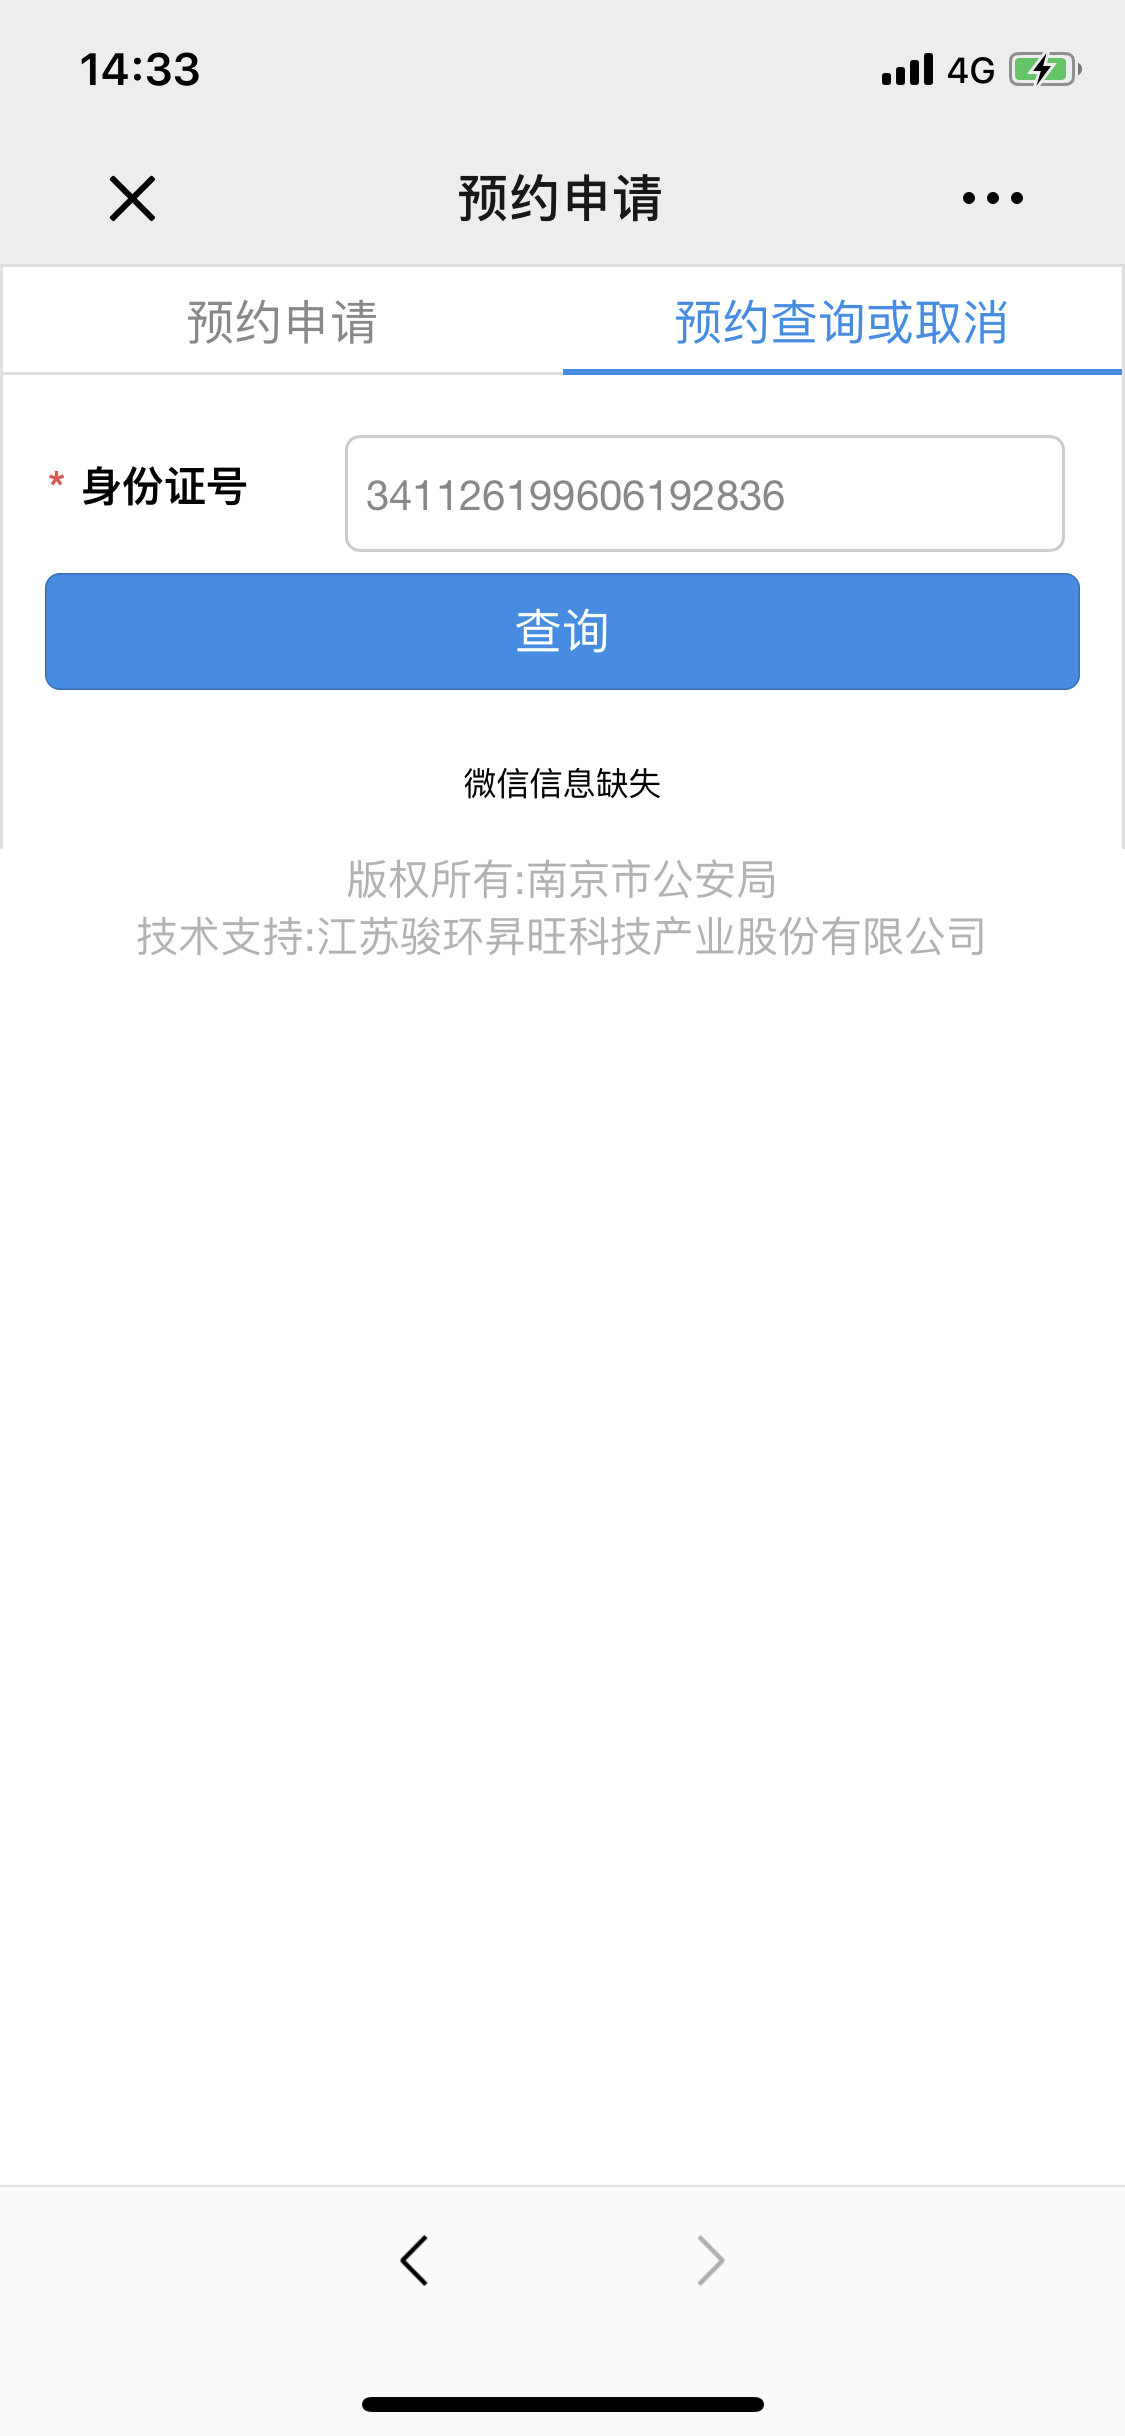 14:33
4G
预约申请
预约申请
预约查询或取消
* 身份证号
341126199606192836
查询
微信信息缺失
版权所有:南京市公安局
技术支持:江苏骏环昇旺科技产业股份有限公司